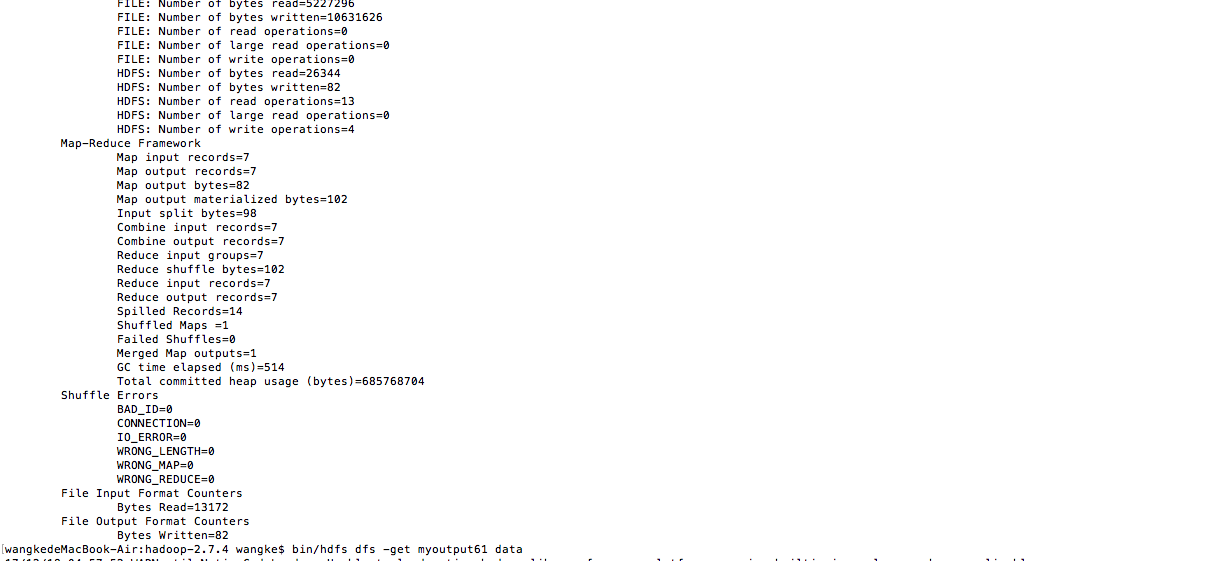 FILE: Number of bytes read=5227296
FILE: Number of bytes written=10631626
FILE: Number of read operations=0
FILE: Number of large read operations=0
FILE: Number of write operations=0
HDFS: Number of bytes read=26344
HDFS: Number of bytes written=82
HDFS: Number of read operations=13
HDFS: Number of large read operations=0
HDFS: Number of write operations=4
Map-Reduce Framework
Map input records=7
Map output records=7
Map output bytes=82
Map output materialized bytes=102
Input split bytes=98
Combine input records=7
Combine output records=7
Reduce input groups=7
Reduce shuffle bytes=102
Reduce input records=7
Reduce output records=7
Spilled Records=14
Shuffled Maps =1
Failed Shuffles=0
Merged Map outputs=1
GC time elapsed (ms)=514
Total committed heap usage (bytes)=685768704
Shuffle Errors
BAD_ID=0
CONNECTION=0
IO_ERROR=0
WRONG_LENGTH=0
WRONG_MAP=0
WRONG_REDUCE=0
File Input Format Counters
Bytes Read=13172
File Output Format Counters
Bytes Written=82
[wangkedeMacBook-Air:hadoop-2.7.4 wangke$ bin/hdfs dfs -get myoutput61 data